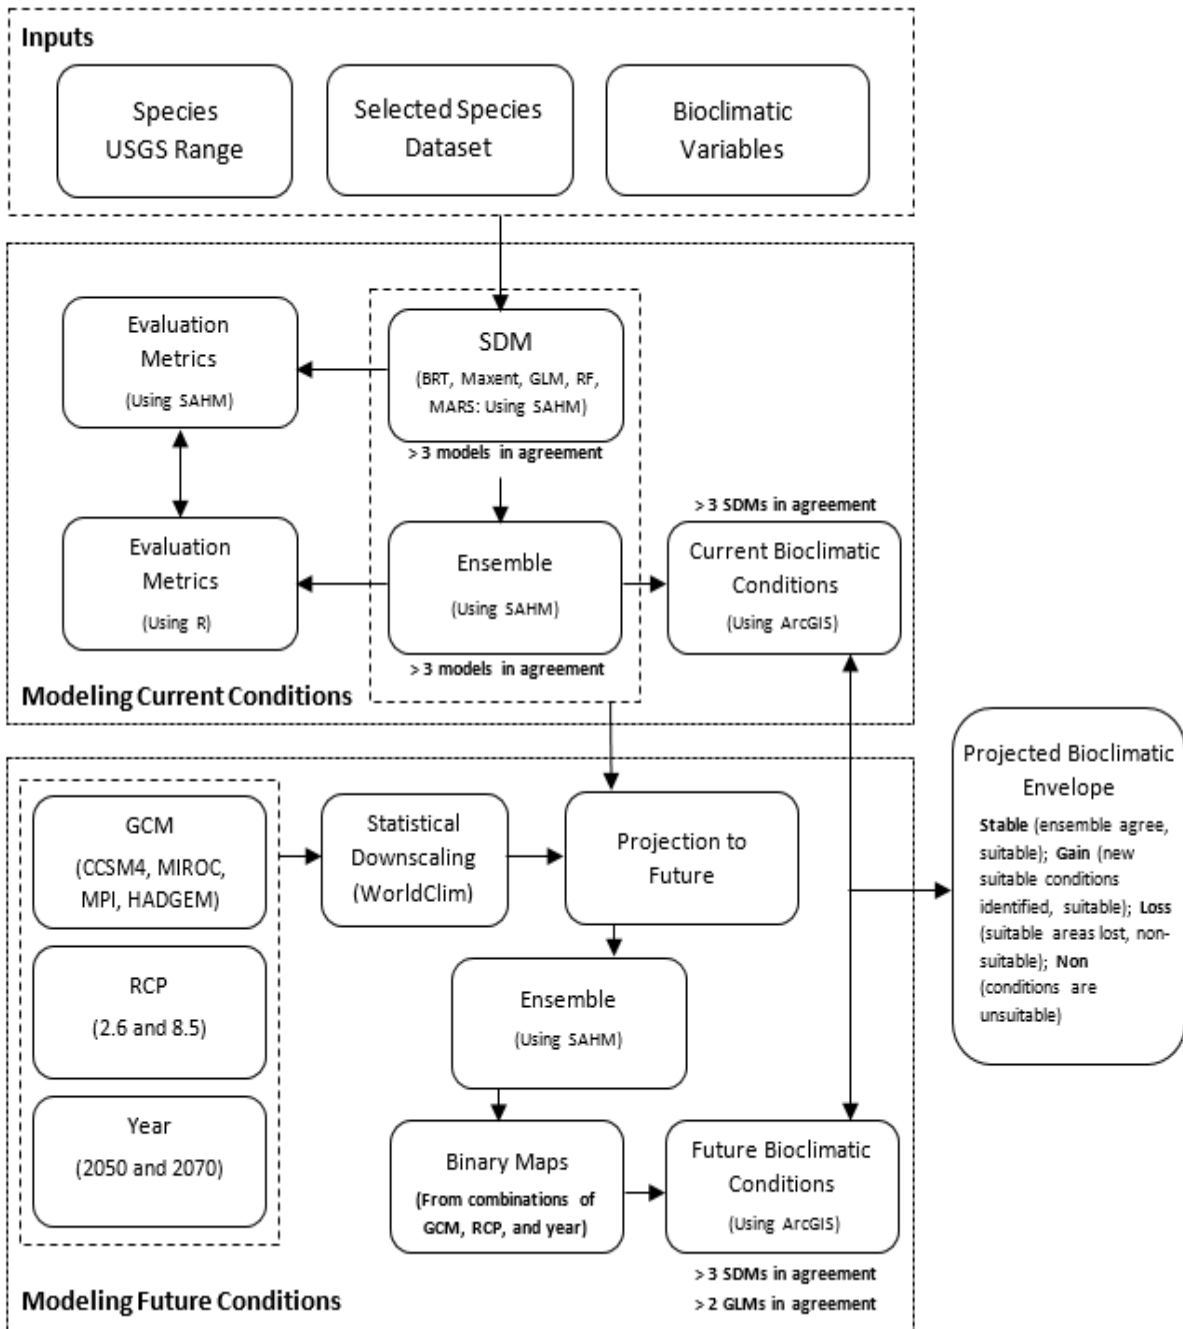 Inputs
Species
USGS Range
Selected Species
Dataset
Bioclimatic
Variables
Evaluation
Metrics
(Using SAHM)
SDM
(BRT, Maxent, GLM, RF,
MARS: Using SAHM)
> 3 models in agreement
Evaluation
Metrics
(Using R)
Ensemble
(Using SAHM)
> 3 models in agreement
> 3 SDMs in agreement
Current Bioclimatic
Conditions
(Using ArcGIS)
Modeling Current Conditions
GCM
(CCSM4, MIROC,
MPI, HADGEM)
RCP
(2.6 and 8.5)
Year
(2050 and 2070)
Statistical
Downscaling
(WorldClim)
Projection to
Future
Ensemble
(Using SAHM)
Binary Maps
(From combinations of
GCM, RCP, and year)
Future Bioclimatic
Conditions
(Using ArcGIS)
> 3 SDMs in agreement
> 2 GLMs in agreement
Modeling Future Conditions
Projected Bioclimatic
Envelope
Stable (ensemble agree,
suitable); Gain (new
suitable conditions
identified, suitable); Loss
(suitable areas lost, non-
suitable); Non
(conditions are
unsuitable)